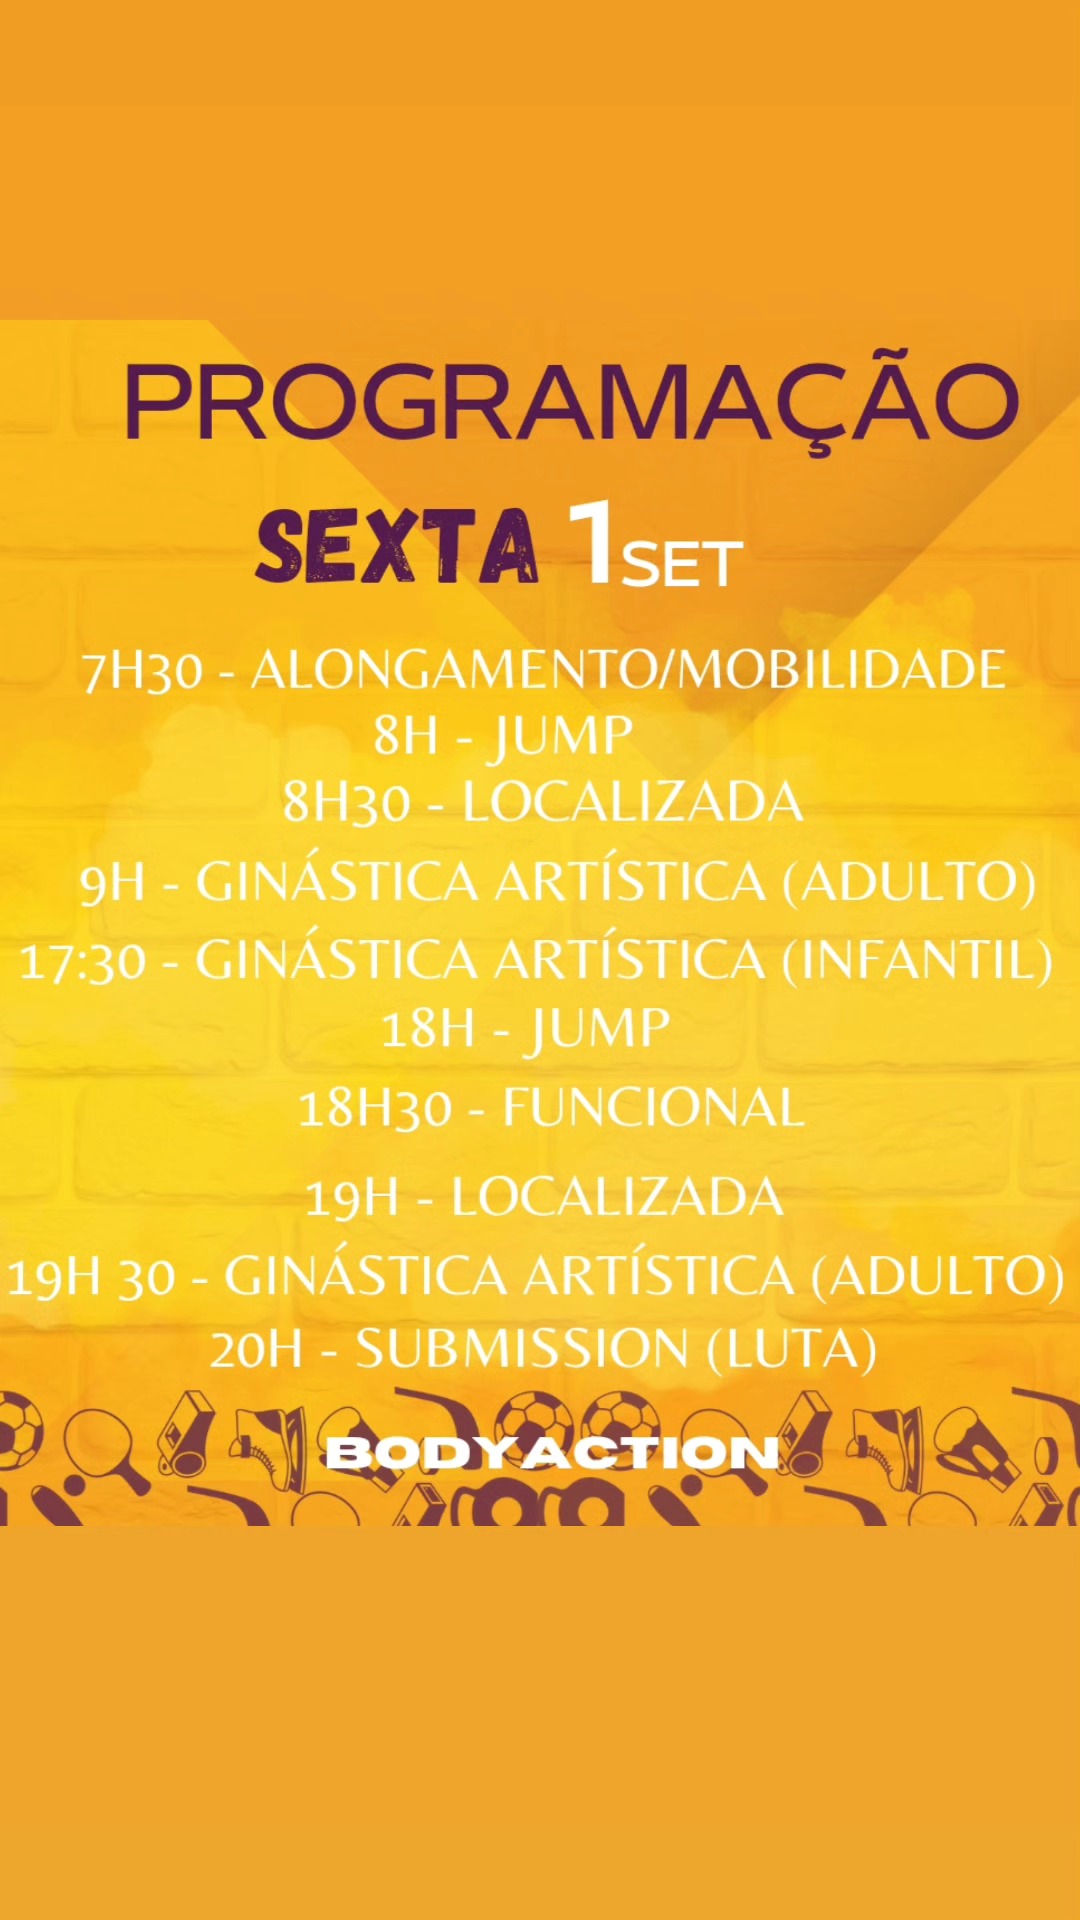 PROGRAMAÇÃO
SEXTA 1SET
7H30 - ALONGAMENTO/MOBILIDADE
8H - JUMP
8H30 - LOCALIZADA
9H - GINÁSTICA ARTÍSTICA (ADULTO)
17:30 - GINÁSTICA ARTÍSTICA (INFANTIL)
18H - JUMP
18H30 - FUNCIONAL
19H - LOCALIZADA
19H 30 - GINÁSTICA ARTÍSTICA (ADULTO)
20H - SUBMISSION (LUTA)
BODYACTION